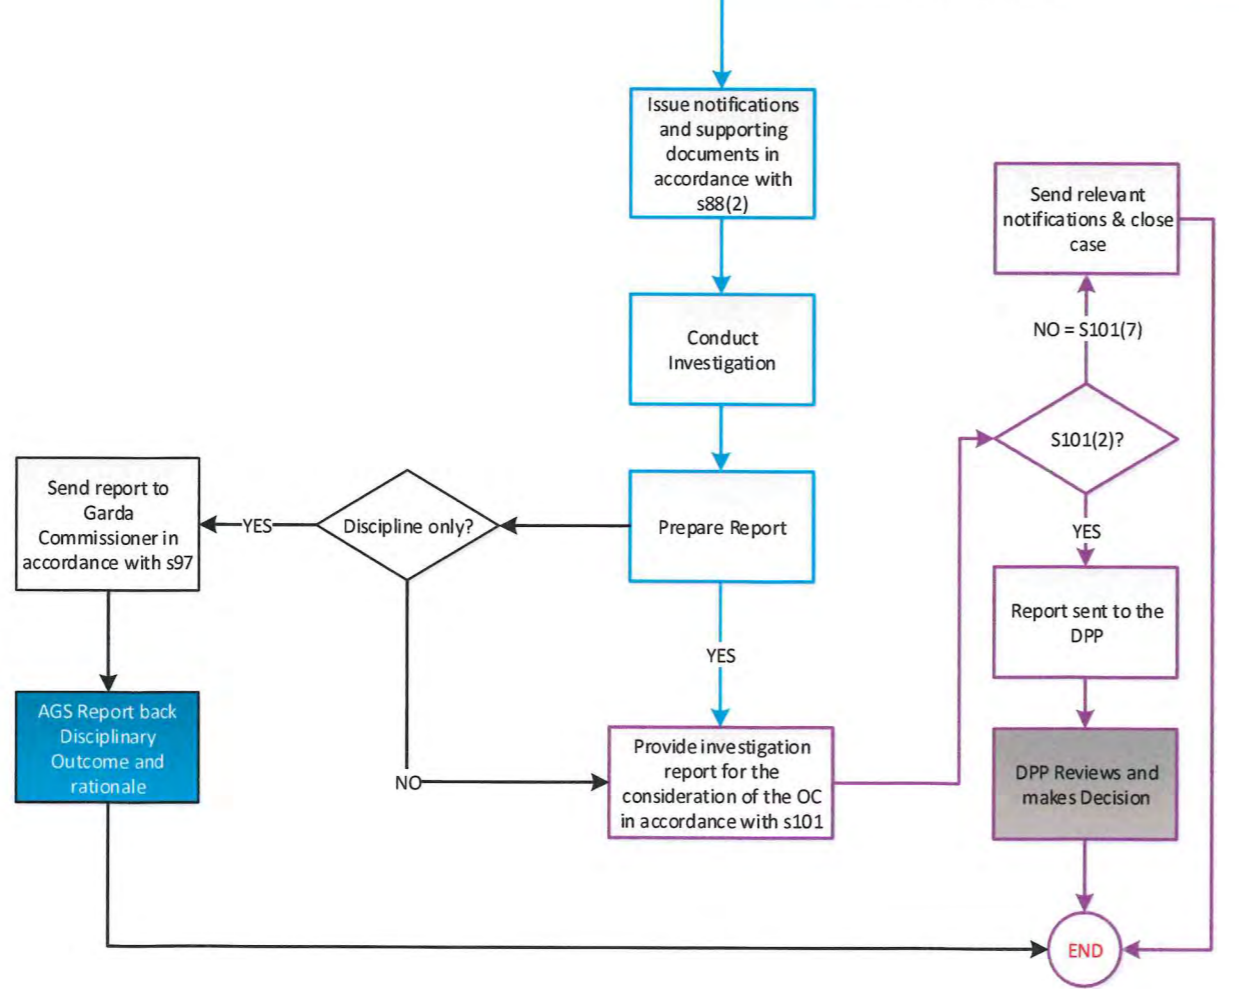 Issue notifications
and supporting
documents in
accordance with
s88(2)
Send relevant
notifications & close
case
Conduct
Investigation
NO = S101(7)
S101(2)?
Send report to
Garda
Commissioner in
accordance with s97
YES
Discipline only?
Prepare Report
YES
Report sent to the
DPP
YES
AGS Report back
Disciplinary
Outcome and
rationale
NO
Provide investigation
report for the
consideration of the OC
in accordance with s101
DPP Reviews and
makes Decision
END